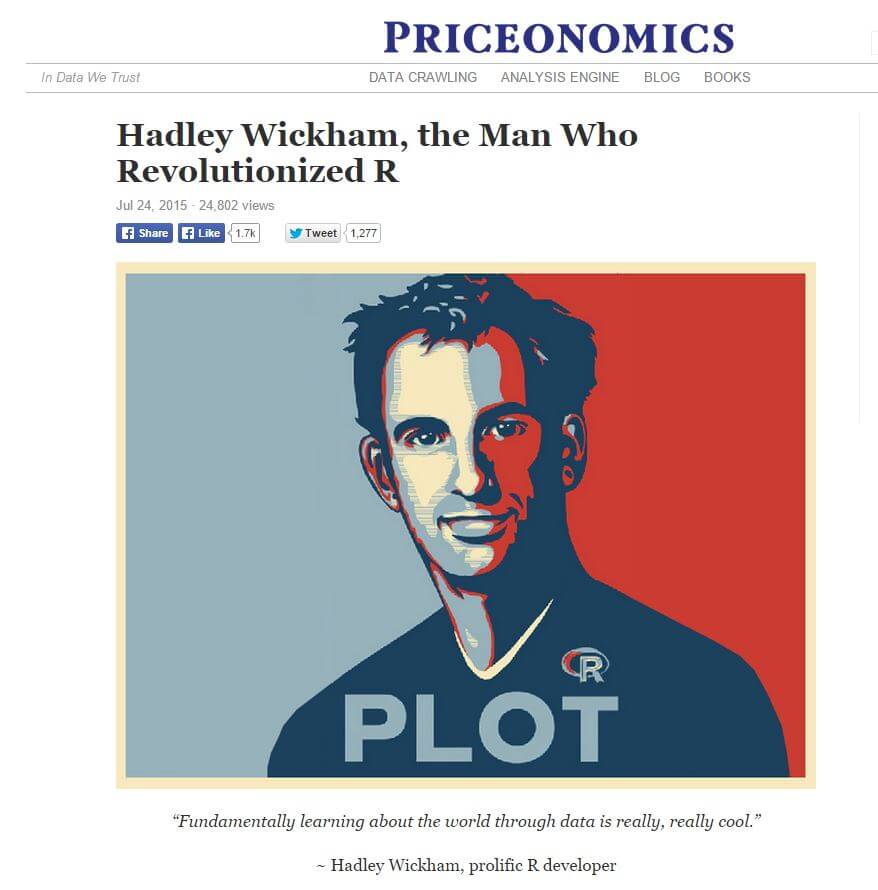 PRICEONOMICS
In Data We Trust
DATA CRAWLING ANALYSIS ENGINE BLOG BOOKS
Hadley Wickham, the Man Who
Revolutionized R
Jul 24, 2015 · 24,802 views
Share Like 1.7k Tweet 1,277
R
PLOT
“Fundamentally learning about the world through data is really, really cool.”
~ Hadley Wickham, prolific R developer